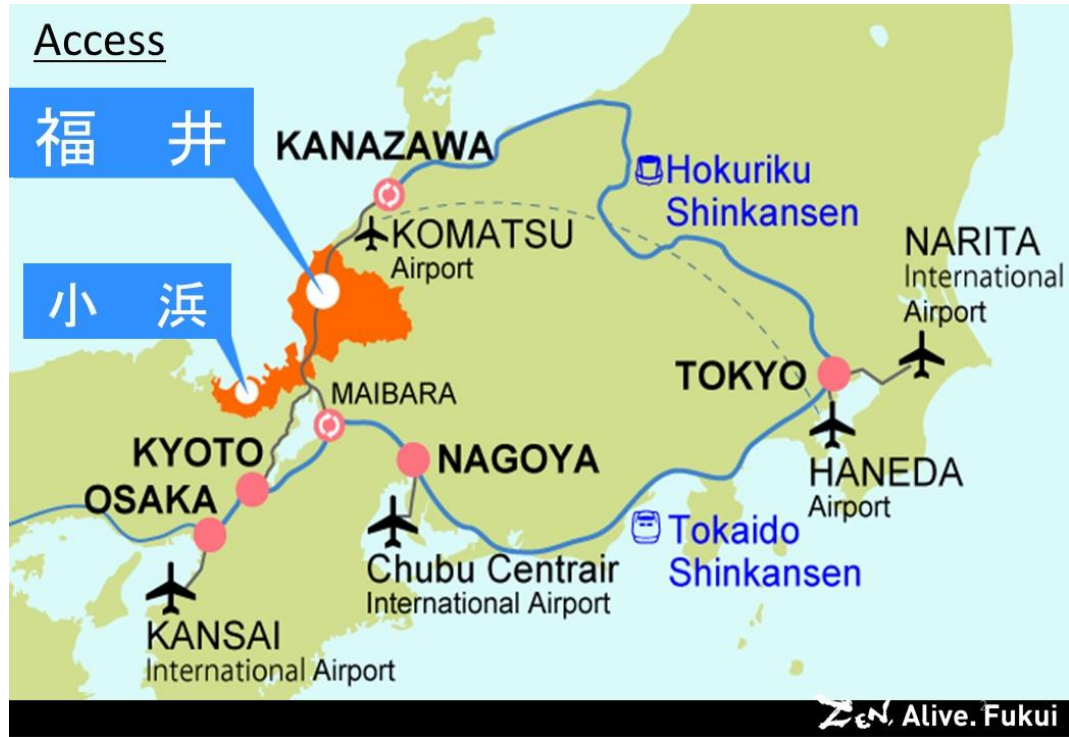 Access
福 井
KANAZAWA
Hokuriku
Shinkansen
KOMATSU
Airport
NARITA
International
Airport
小 浜
TOKYO
MAIBARA
KYOTO
NAGOYA
HANEDA
Airport
OSAKA
Tokaido
Shinkansen
Chubu Centrair
International Airport
KANSAI
International Airport
ZEN, Alive. Fukui